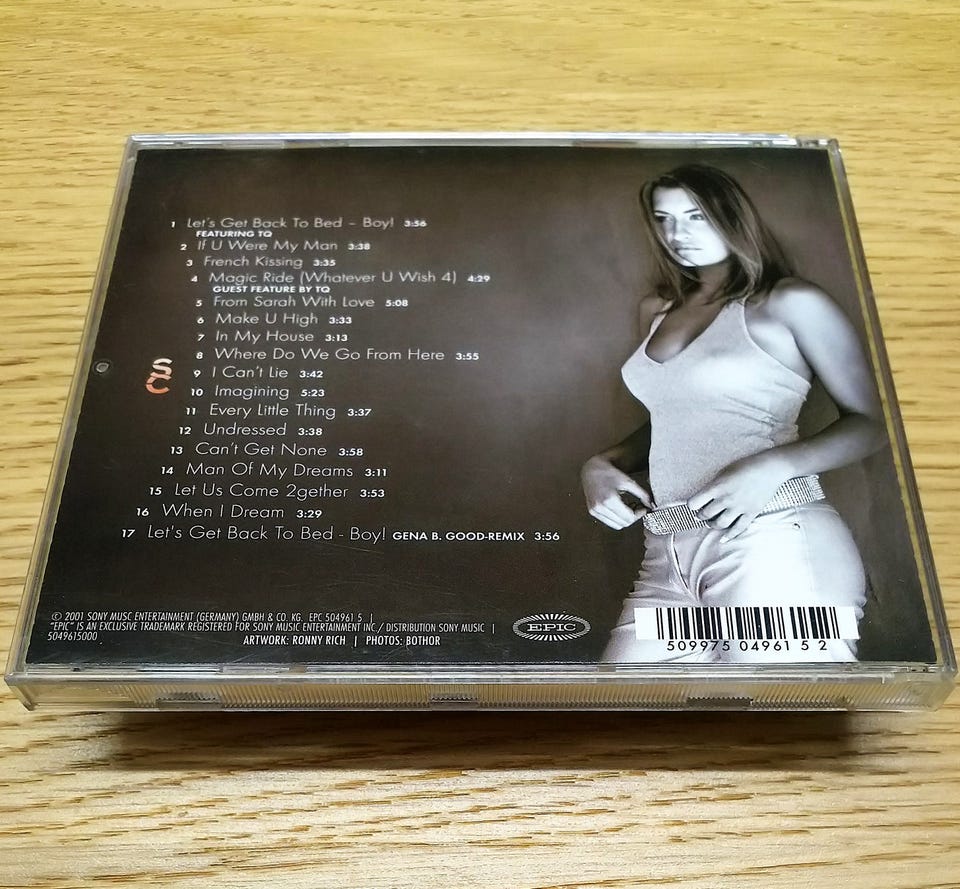 1 Let's Get Back To Bed – Boy! 3:56
FEATURING TQ
2 If U Were My Man 3:38
3 French Kissing 3:35
4 Magic Ride (Whatever U Wish 4) 4:29
GUEST FEATURE BY TQ
5 From Sarah With Love 5:08
6 Make U High 3:33
7 In My House 3:13
8 Where Do We Go From Here 3:55
9 I Can't Lie 3:42
10 Imagining 5:23
11 Every Little Thing 3:37
12 Undressed 3:38
13 Can't Get None 3:58
14 Man Of My Dreams 3:11
15 Let Us Come 2gether 3:53
16 When I Dream 3:29
17 Let's Get Back To Bed - Boy! GENA B. GOOD-REMIX 3:56
SC
© 2001 SONY MUSC ENTERTAINMENT (GERMANY) GMBH & CO. KG. EPC 504961 5 |
"EPIC" IS AN EXCLUSIVE TRADEMARK REGISTERED FOR SONY MUSIC ENTERTAINMENT INC./ DISTRIBUTION SONY MUSIC |
5049615000
ARTWORK: RONNY RICH | PHOTOS: BOTHOR
EPIC
5 099750 496152